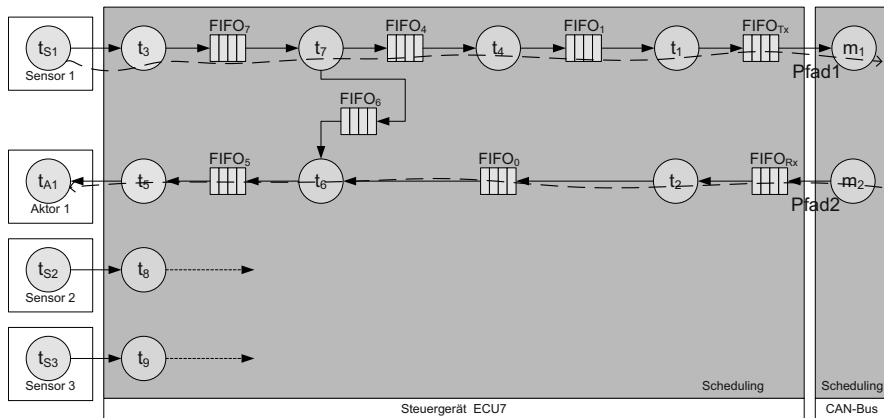 FIFO7 FIFO4 FIFO1 FIFOTx
tS1 t3 t7 t4 t1 m1
Sensor 1 Pfad1
FIFO6
FIFO5 FIFO0 FIFORx
tA1 t5 t6 t2 m2
Aktor 1 Pfad2
tS2 t8
Sensor 2
tS3 t9
Sensor 3 Scheduling Scheduling
Steuergerät ECU7 CAN-Bus